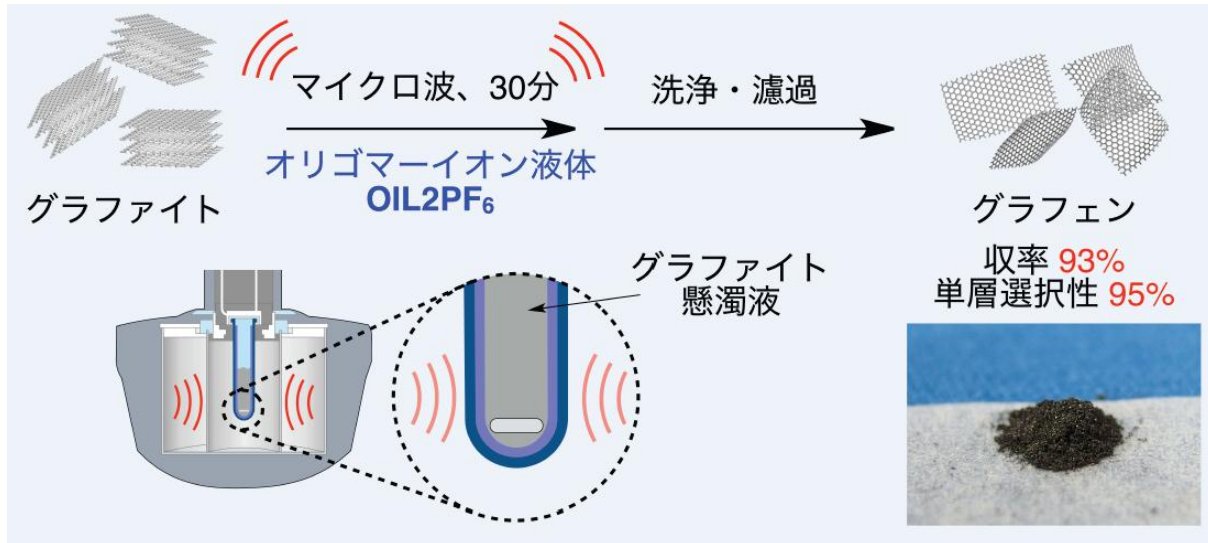 マイクロ波、30分
洗浄・濾過
オリゴマーイオン液体
OIL2PF₆
グラファイト
グラフェン
収率 93%
単層選択性 95%
グラファイト
懸濁液